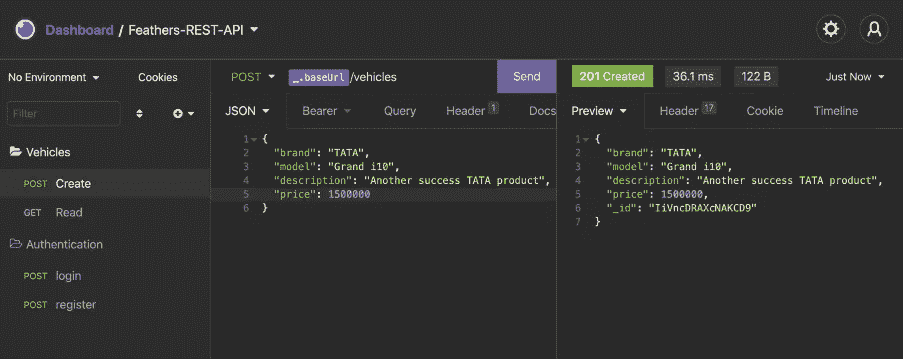 Dashboard / Feathers-REST-API
No Environment
Cookies
Filter
Vehicles
POST Create
GET Read
Authentication
POST login
POST register
POST _.baseUrl /vehicles Send
JSON Bearer Query Header 1 Docs
1 {
2 "brand": "TATA",
3 "model": "Grand i10",
4 "description": "Another success TATA product",
5 "price": 1500000
6 }
201 Created 36.1 ms 122 B Just Now
Preview Header 17 Cookie Timeline
1 {
2 "brand": "TATA",
3 "model": "Grand i10",
4 "description": "Another success TATA product",
5 "price": 1500000,
6 "_id": "IiVncDRAXcNAKCD9"
7 }